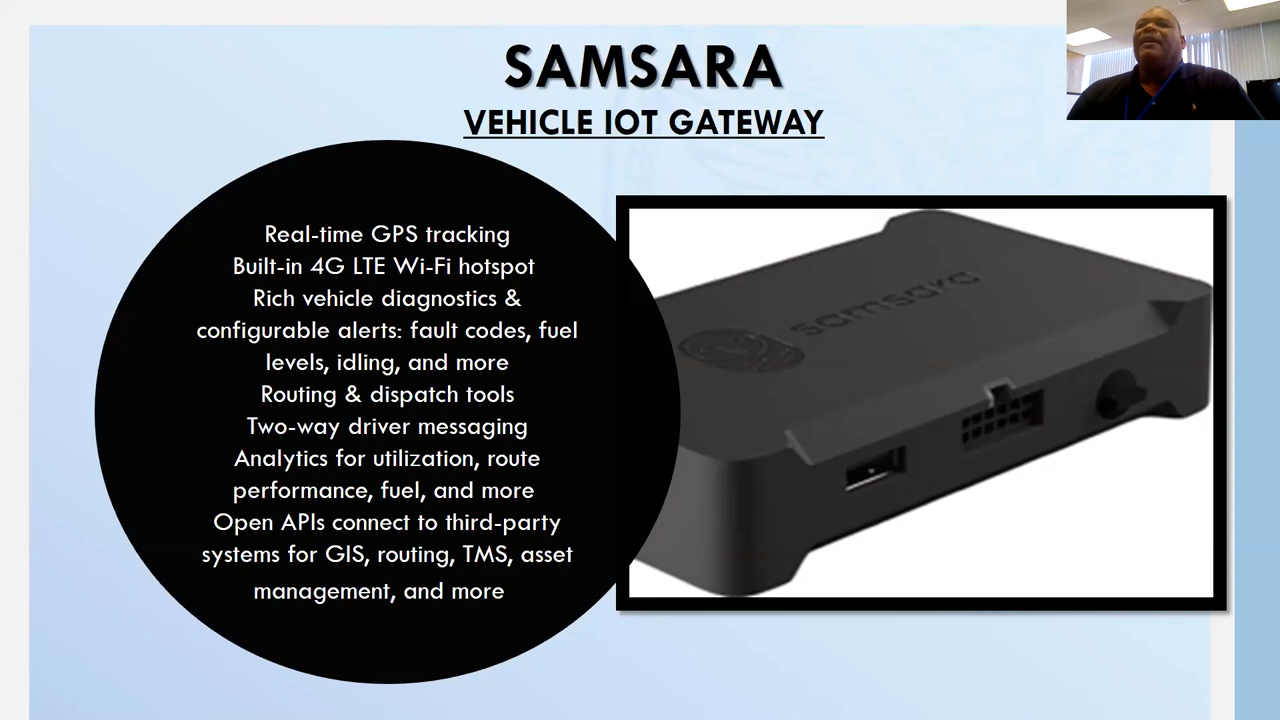 SAMSARA
VEHICLE IOT GATEWAY
Real-time GPS tracking
Built-in 4G LTE Wi-Fi hotspot
Rich vehicle diagnostics &
configurable alerts: fault codes, fuel
levels, idling, and more
Routing & dispatch tools
Two-way driver messaging
Analytics for utilization, route
performance, fuel, and more
Open APIs connect to third-party
systems for GIS, routing, TMS, asset
management, and more
samsara